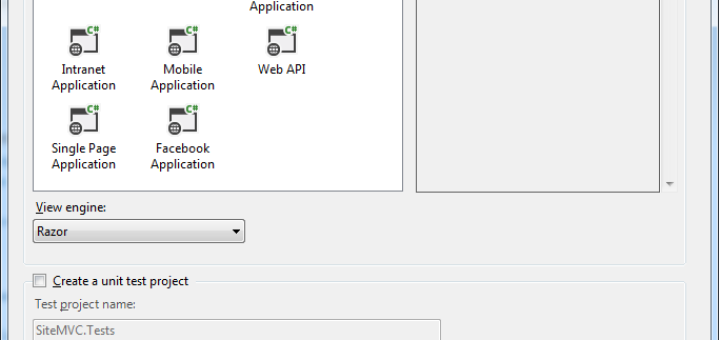 Application
C#
C#
C#
Intranet
Application
Mobile
Application
Web API
C#
C#
Single Page
Application
Facebook
Application
View engine:
Razor
Create a unit test project
Test project name:
SiteMVC.Tests